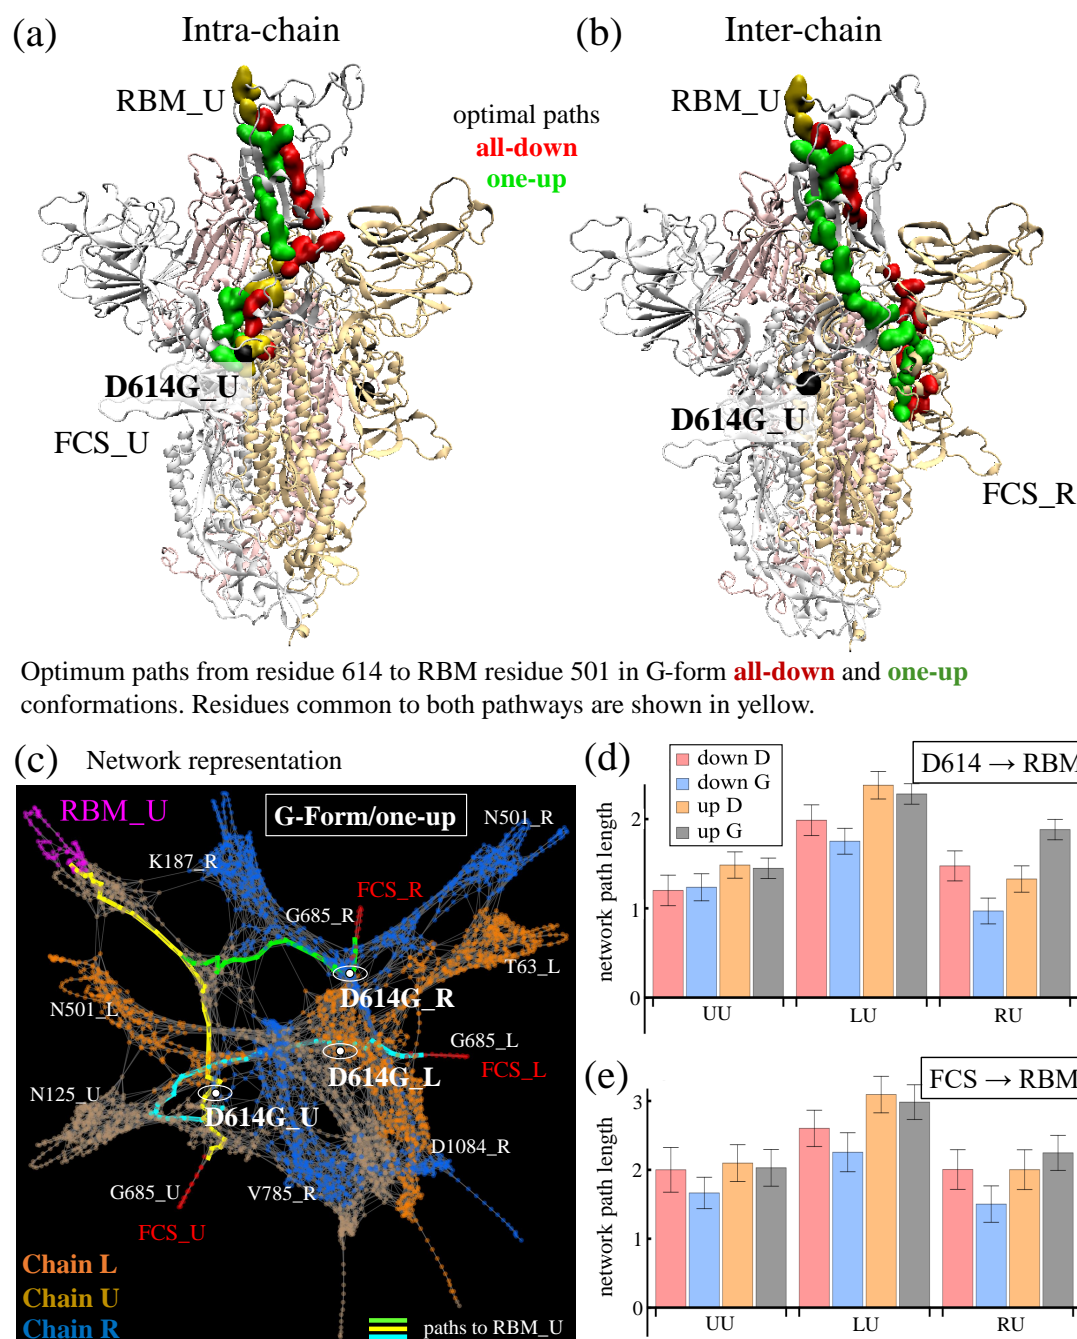 (a)
Intra-chain
(b)
Inter-chain
RBM_U
optimal paths
all-down
one-up
RBM_U
D614G_U
FCS_U
D614G_U
FCS_R
Optimum paths from residue 614 to RBM residue 501 in G-form all-down and one-up
conformations. Residues common to both pathways are shown in yellow.
(c) Network representation
RBM_U
G-Form/one-up
N501_R
K187_R
FCS_R
G685_R
T63_L
D614G_R
N501_L
G685_L
FCS_L
D614G_L
N125_U
D614G_U
D1084_R
G685_U
V785_R
FCS_U
Chain L
Chain U
Chain R
paths to RBM_U
(d)
down D
down G
up D
up G
D614 → RBM
network path length
2
1
0
UU
LU
RU
(e)
FCS → RBM
network path length
3
2
1
0
UU
LU
RU